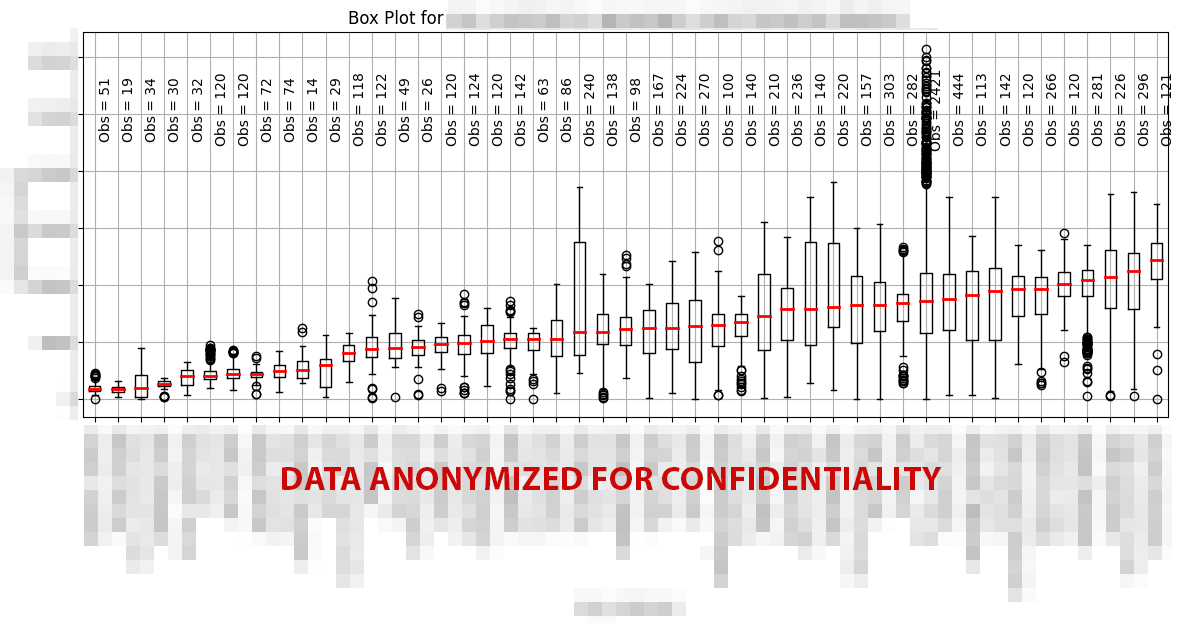 Box Plot for
Obs = 51
Obs = 19
Obs = 34
Obs = 30
Obs = 32
Obs = 120
Obs = 120
Obs = 72
Obs = 74
Obs = 14
Obs = 29
Obs = 118
Obs = 122
Obs = 49
Obs = 26
Obs = 120
Obs = 124
Obs = 120
Obs = 142
Obs = 63
Obs = 86
Obs = 240
Obs = 138
Obs = 98
Obs = 167
Obs = 224
Obs = 270
Obs = 100
Obs = 140
Obs = 210
Obs = 236
Obs = 140
Obs = 220
Obs = 157
Obs = 303
Obs = 282
Obs = 2421
Obs = 444
Obs = 113
Obs = 142
Obs = 120
Obs = 266
Obs = 120
Obs = 281
Obs = 226
Obs = 296
Obs = 121
DATA ANONYMIZED FOR CONFIDENTIALITY